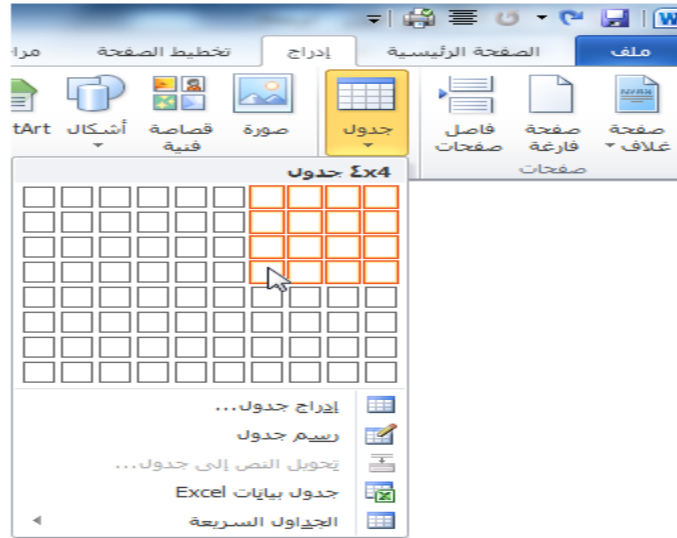 W
ملف الصفحة الرئيسية إدراج تخطيط الصفحة مرا
صفحة غلاف صفحة فارغة فاصل صفحات جدول صورة قصاصة فنية أشكال tArt
صفحات
٤x4 جدول
إدراج جدول...
رسم جدول
تحويل النص إلى جدول...
جدول بيانات Excel
الجداول السريعة